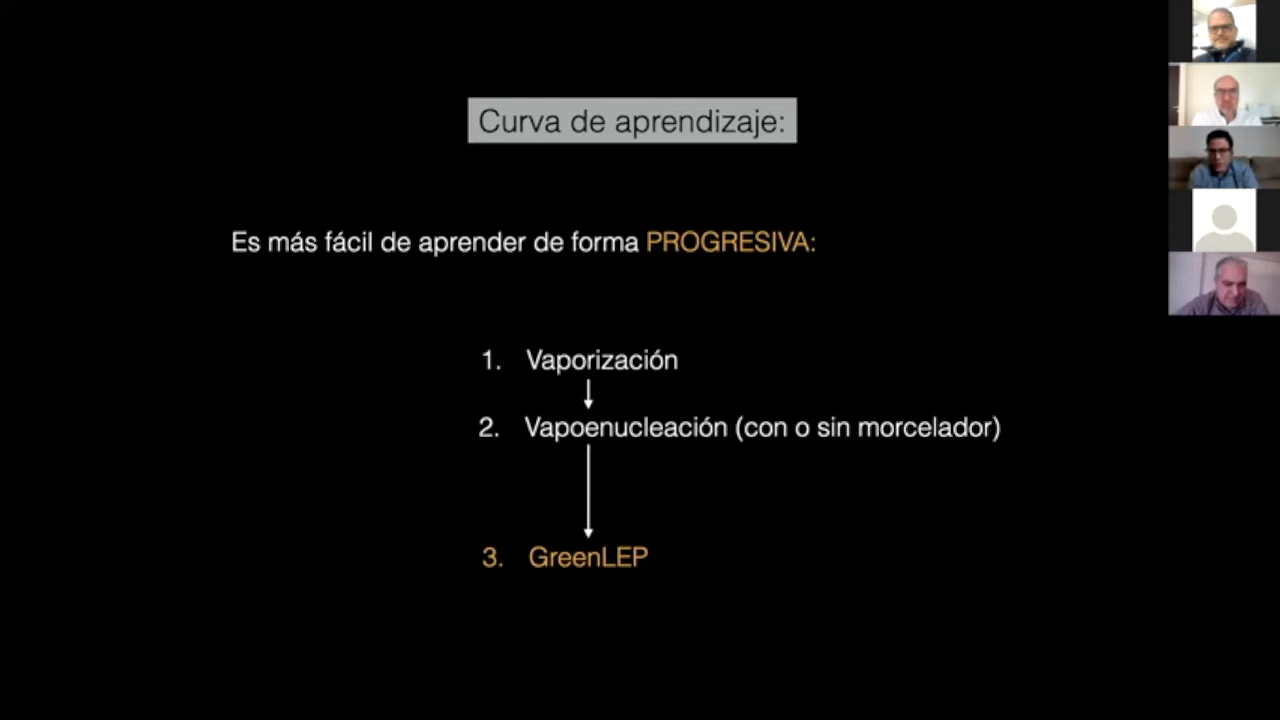 Curva de aprendizaje:
Es más fácil de aprender de forma PROGRESIVA:
1. Vaporización
2. Vapoenucleación (con o sin morcelador)
3. GreenLEP